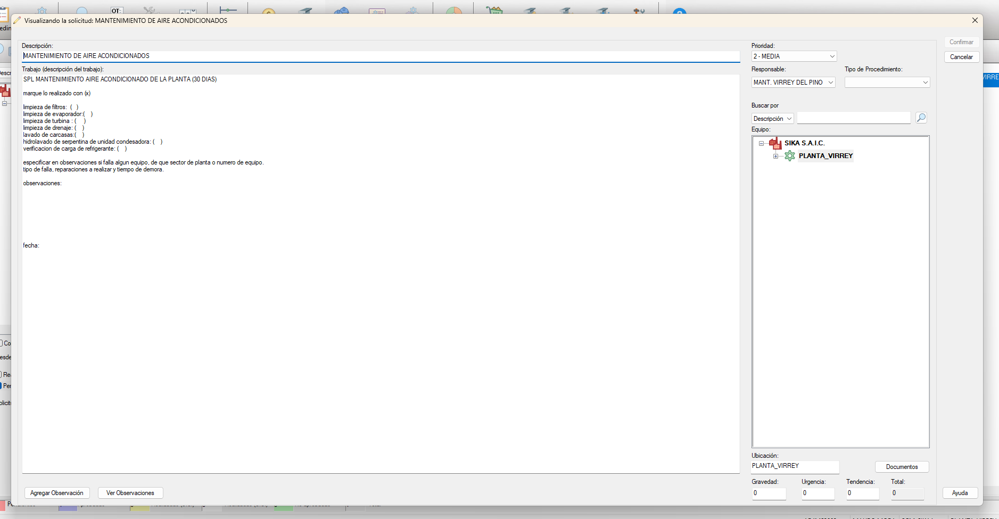 OT:
Visualizando la solicitud: MANTENIMIENTO DE AIRE ACONDICIONADOS
Confirmar
Cancelar
Descripción:
MANTENIMIENTO DE AIRE ACONDICIONADOS
Trabajo (descripción del trabajo):
SPL MANTENIMIENTO AIRE ACONDICIONADO DE LA PLANTA (30 DIAS)
marque lo realizado con (x)
limpieza de filtros:  (   )
limpieza de evaporador:(    )
limpieza de turbina : (     )
limpieza de drenaje: (    )
lavado de carcasas:(    )
hidrolavado de serpentina de unidad condesadora: (    )
verificacion de carga de refrigerante: (    )
especificar en observaciones si falla algun equipo, de que sector de planta o numero de equipo.
tipo de falla, reparaciones a realizar y tiempo de demora.
observaciones:
fecha:
Prioridad:
2 - MEDIA
Responsable:
MANT. VIRREY DEL PINO
Tipo de Procedimiento:
Buscar por
Descripción
Equipo:
SIKA S.A.I.C.
PLANTA_VIRREY
Ubicación:
PLANTA_VIRREY
Documentos
Gravedad: Urgencia: Tendencia: Total:
0 0 0 0
Agregar Observación
Ver Observaciones
Ayuda